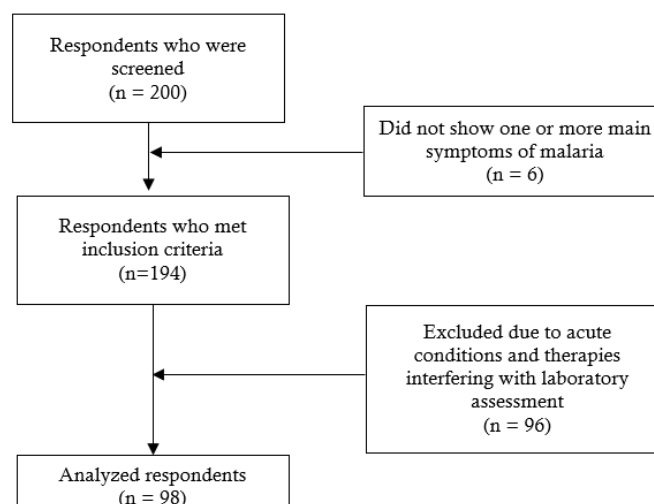 Respondents who were
screened
(n = 200)
Did not show one or more main
symptoms of malaria
(n = 6)
Respondents who met
inclusion criteria
(n=194)
Excluded due to acute
conditions and therapies
interfering with laboratory
assessment
(n = 96)
Analyzed respondents
(n = 98)